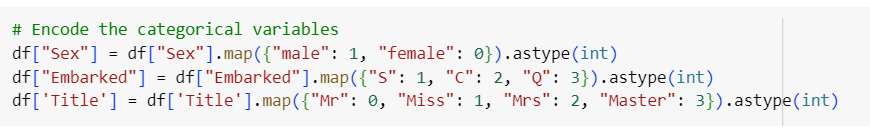 # Encode the categorical variables
df["Sex"] = df["Sex"].map({"male": 1, "female": 0}).astype(int)
df["Embarked"] = df["Embarked"].map({"S": 1, "C": 2, "Q": 3}).astype(int)
df['Title'] = df['Title'].map({"Mr": 0, "Miss": 1, "Mrs": 2, "Master": 3}).astype(int)